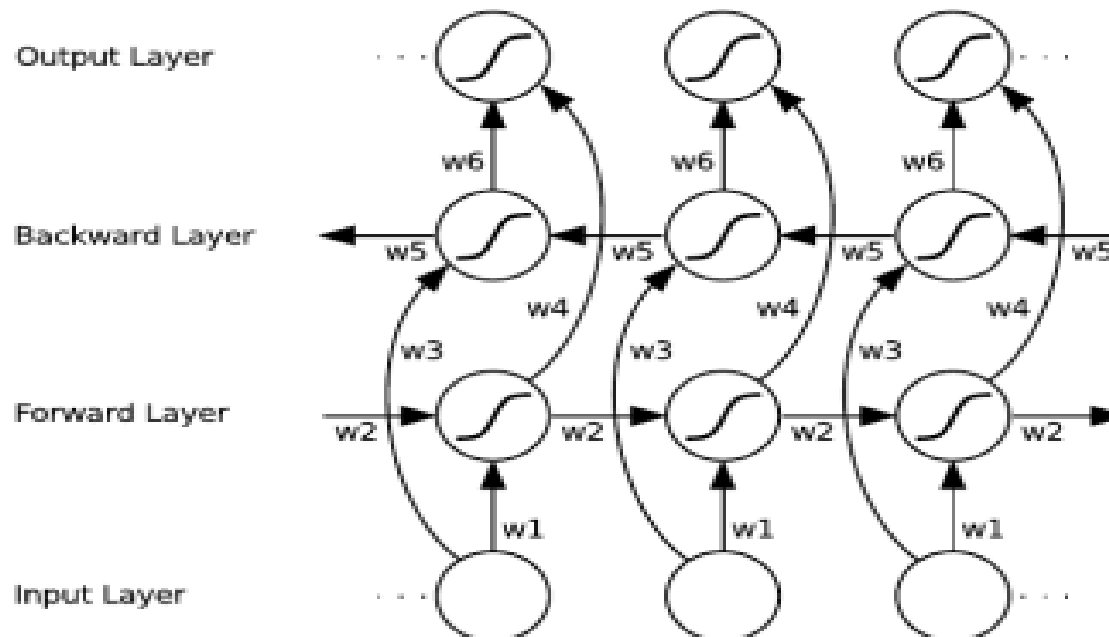 Output Layer
w6 w6 w6
Backward Layer
w5 w5 w5 w5
w4 w4 w4
w3 w3 w3
Forward Layer
w2 w2 w2 w2
w1 w1 w1
Input Layer